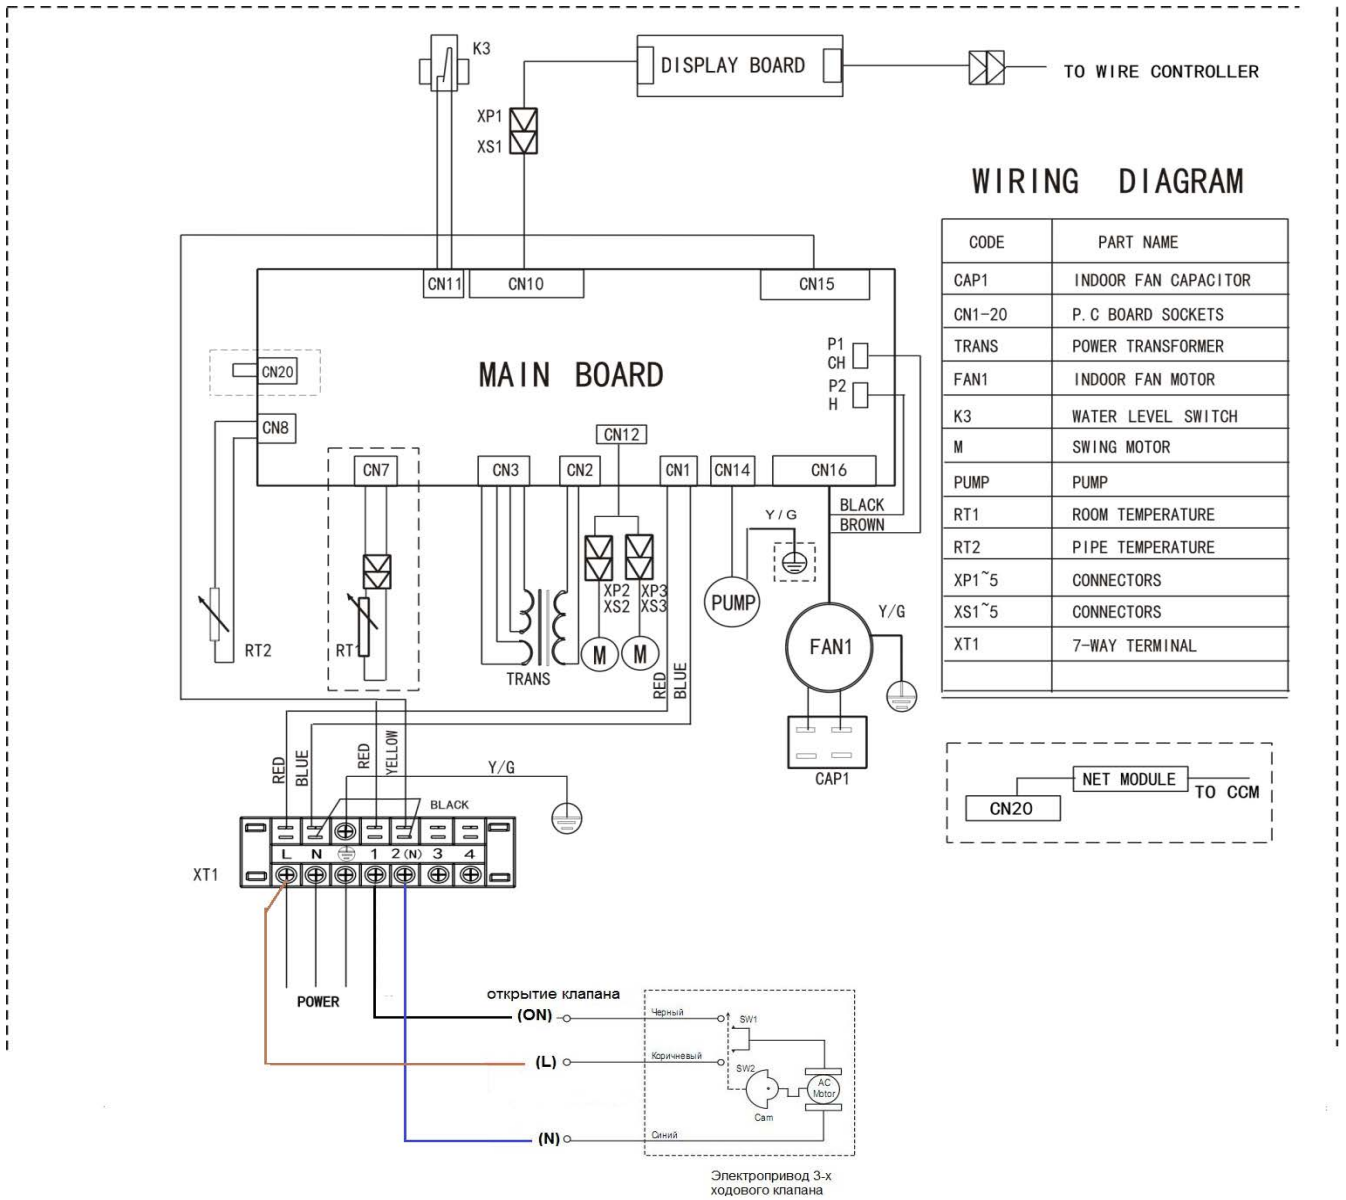 K3
XP1
XS1
DISPLAY BOARD
TO WIRE CONTROLLER
WIRING DIAGRAM
CODE PART NAME
CAP1 INDOOR FAN CAPACITOR
CN1-20 P.C BOARD SOCKETS
TRANS POWER TRANSFORMER
FAN1 INDOOR FAN MOTOR
K3 WATER LEVEL SWITCH
M SWING MOTOR
PUMP PUMP
RT1 ROOM TEMPERATURE
RT2 PIPE TEMPERATURE
XP1~5 CONNECTORS
XS1~5 CONNECTORS
XT1 7-WAY TERMINAL
CN11
CN10
CN15
MAIN BOARD
P1
CH
P2
H
CN20
CN8
CN7
CN3
CN2
CN12
CN1
CN14
CN16
BLACK
BROWN
Y/G
RT2
RT1
TRANS
XP2
XS2
XP3
XS3
M
M
PUMP
FAN1
Y/G
RED
BLUE
CAP1
RED
BLUE
RED
YELLOW
Y/G
BLACK
NET MODULE
CN20
TO CCM
XT1
L N 1 2(N) 3 4
POWER
открытие клапана
(ON)
Черный
SW1
(L)
Коричневый
SW2
AC
Motor
Cam
(N)
Синий
Электропривод 3-х
ходового клапана